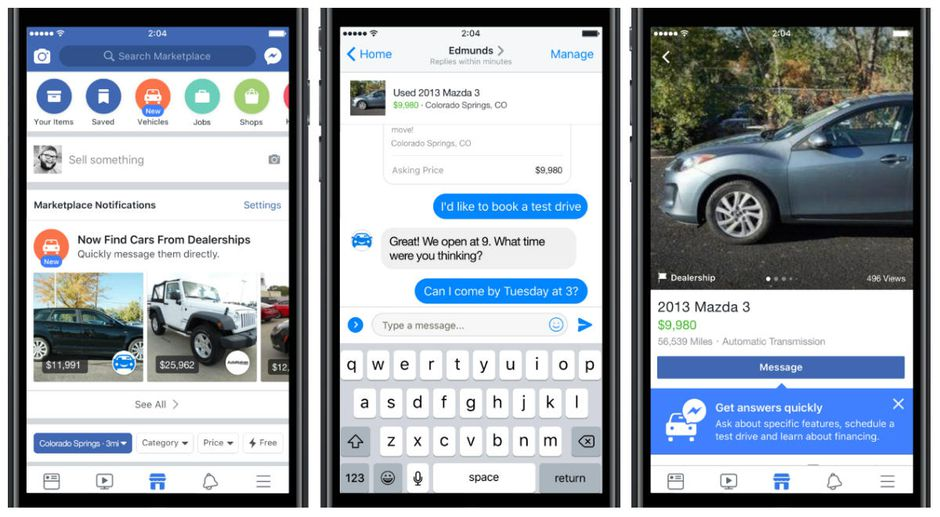 2:04
Search Marketplace
Your Items
Saved
New
Vehicles
Jobs
Shops
Sell something
Marketplace Notifications
Settings
New
Now Find Cars From Dealerships
Quickly message them directly.
$11,991
$25,962
$12,
See All
Colorado Springs · 3mi
Category
Price
Free
2:04
Home
Edmunds
Replies within minutes
Manage
Used 2013 Mazda 3
$9,980 · Colorado Springs, CO
move!
Colorado Springs, CO
Asking Price $9,980
I'd like to book a test drive
Great! We open at 9. What time
were you thinking?
Can I come by Tuesday at 3?
Type a message...
q w e r t y u i o p
a s d f g h j k l
z x c v b n m
123 space return
2:04
Dealership
496 Views
2013 Mazda 3
$9,980
56,539 Miles · Automatic Transmission
Message
Get answers quickly
Ask about specific features, schedule a
test drive and learn about financing.